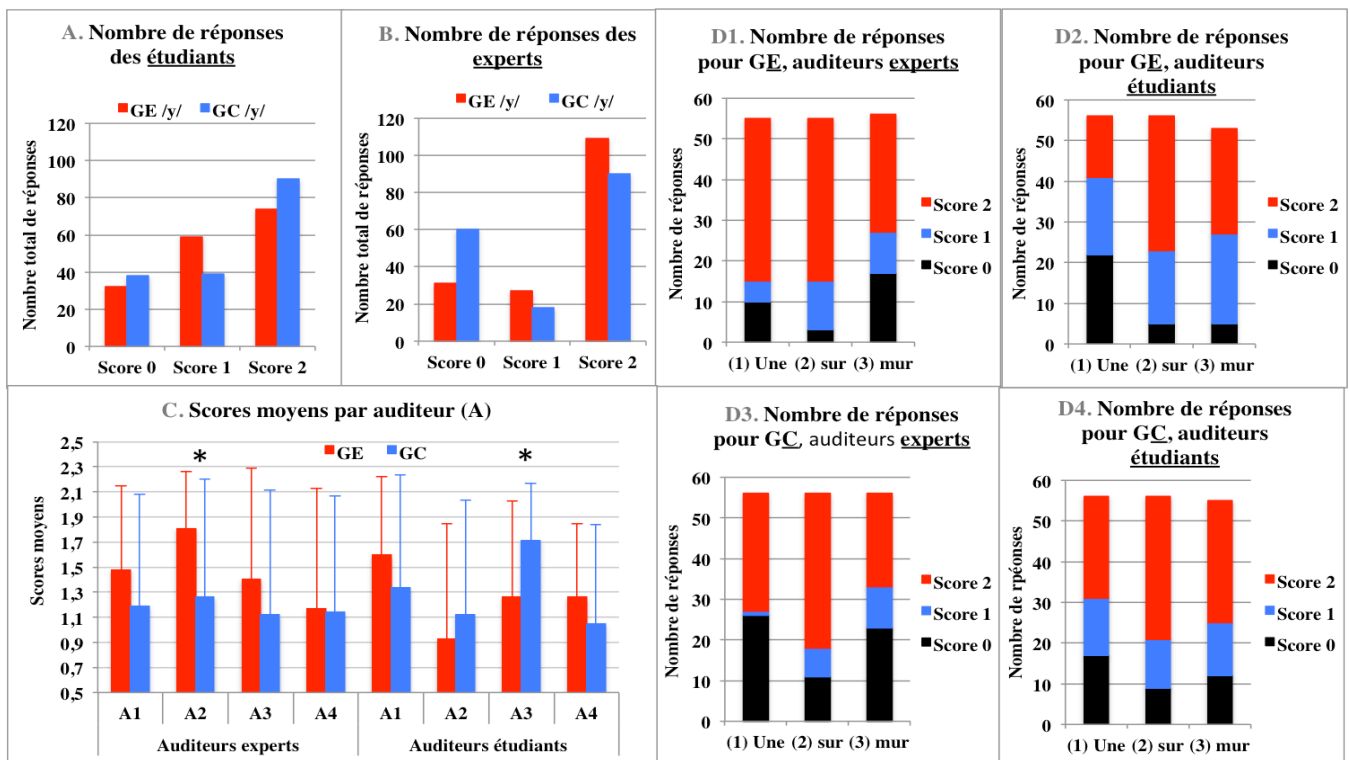 A. Nombre de réponses
des étudiants
GE /y/ GC /y/
Nombre total de réponses
120
100
80
60
40
20
0
Score 0 Score 1 Score 2
B. Nombre de réponses des
experts
GE /y/ GC /y/
Nombre total de réponses
120
100
80
60
40
20
0
Score 0 Score 1 Score 2
D1. Nombre de réponses
pour GE, auditeurs experts
Nombre de réponses
60
50
40
30
20
10
0
Score 2
Score 1
Score 0
(1) Une (2) sur (3) mur
D2. Nombre de réponses
pour GE, auditeurs
étudiants
Nombre de réponses
60
50
40
30
20
10
0
Score 2
Score 1
Score 0
(1) Une (2) sur (3) mur
C. Scores moyens par auditeur (A)
GE GC
* *
Scores moyens
2,5
2,3
2,1
1,9
1,7
1,5
1,3
1,1
0,9
0,7
0,5
A1 A2 A3 A4 A1 A2 A3 A4
Auditeurs experts Auditeurs étudiants
D3. Nombre de réponses
pour GC, auditeurs experts
Nombre de réponses
60
50
40
30
20
10
0
Score 2
Score 1
Score 0
(1) Une (2) sur (3) mur
D4. Nombre de réponses
pour GC, auditeurs
étudiants
Nombre de rpéonses
60
50
40
30
20
10
0
Score 2
Score 1
Score 0
(1) Une (2) sur (3) mur